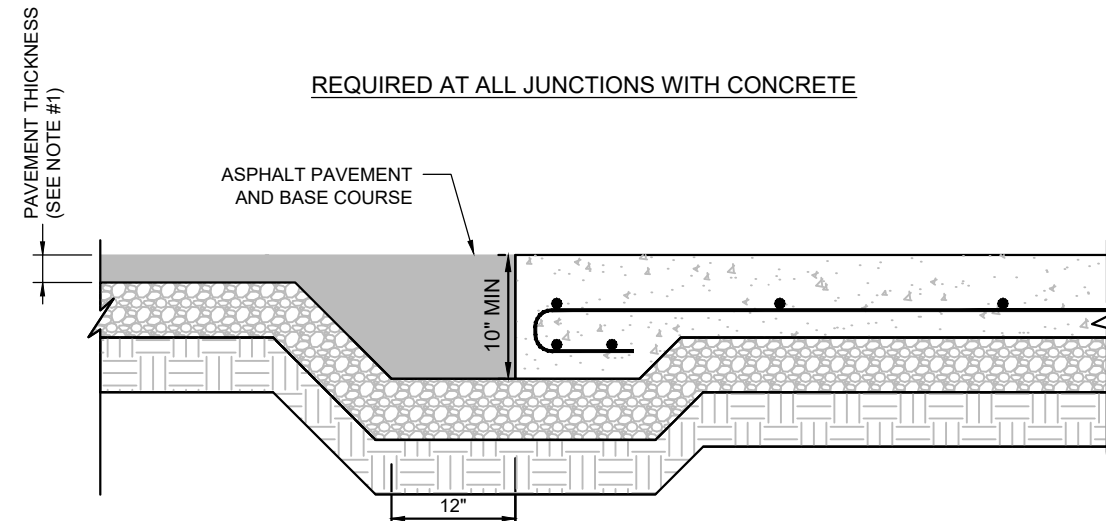 PAVEMENT THICKNESS
(SEE NOTE #1)
REQUIRED AT ALL JUNCTIONS WITH CONCRETE
ASPHALT PAVEMENT
AND BASE COURSE
10" MIN
12"